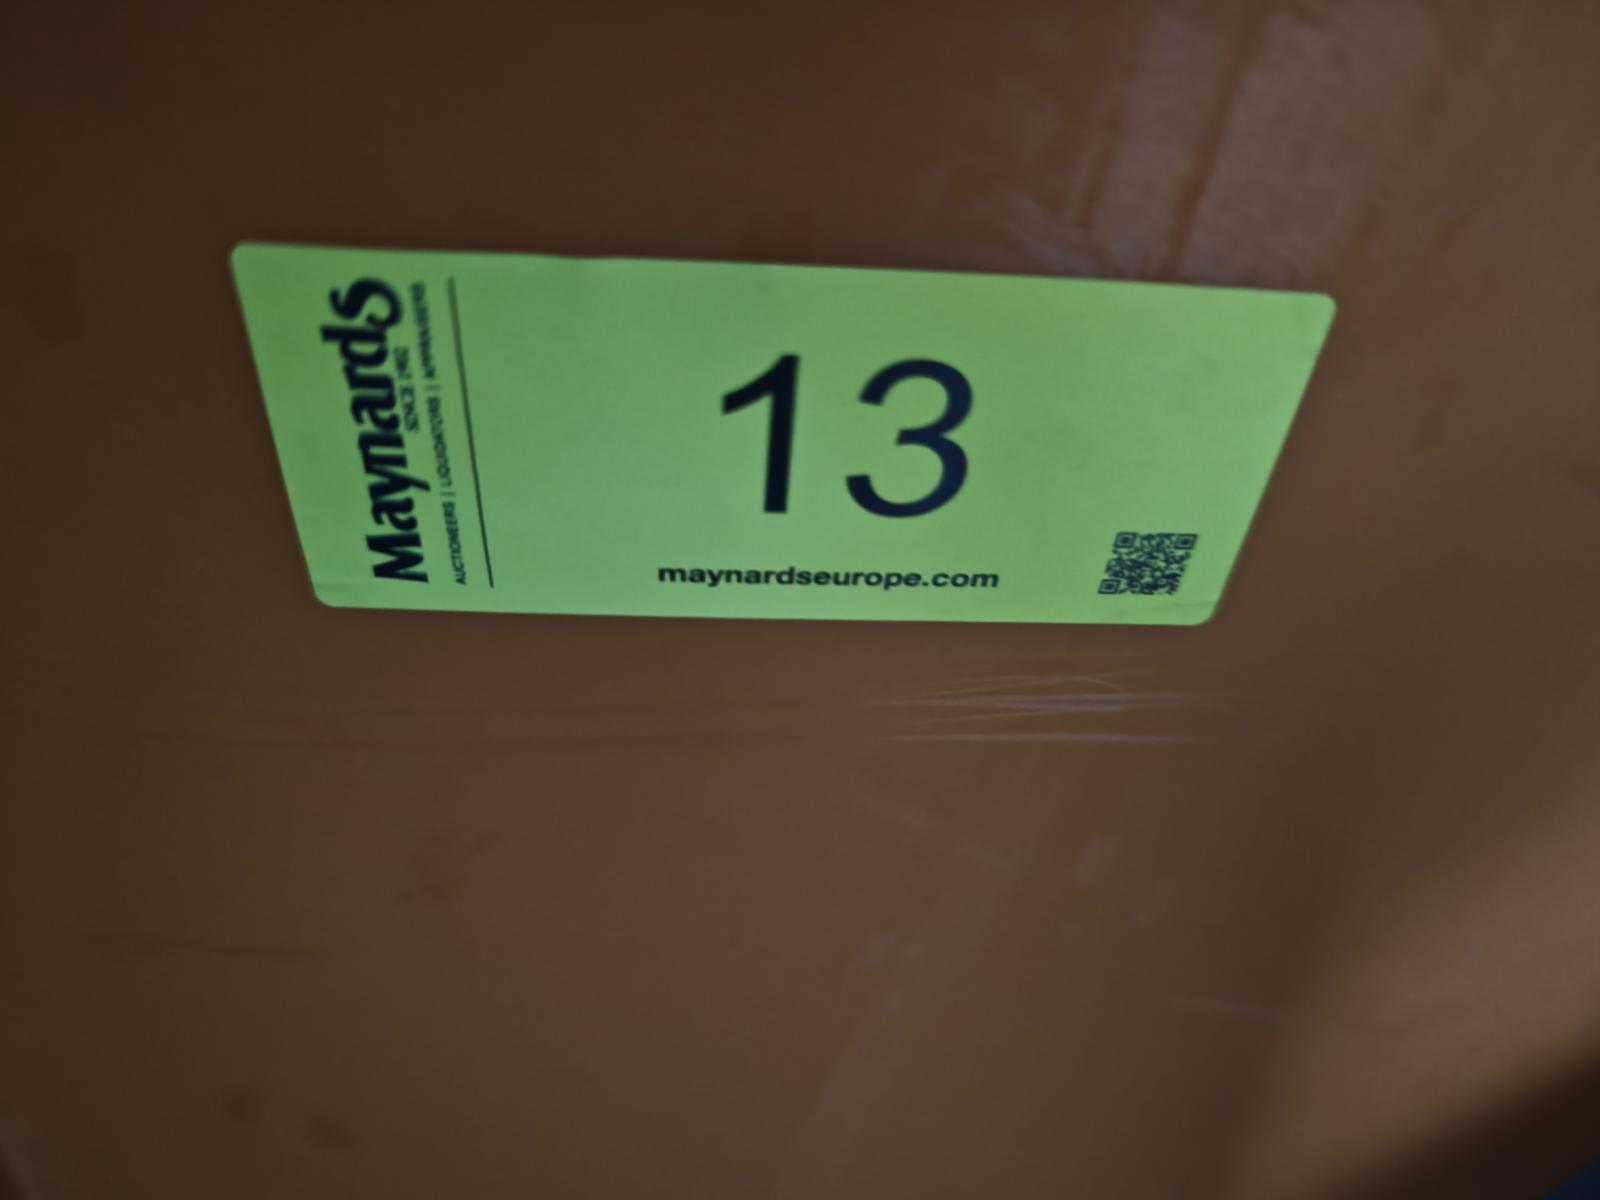 Maynards
SINCE 1902
AUCTIONEERS | LIQUIDATORS | APPRAISERS
13
maynardseurope.com